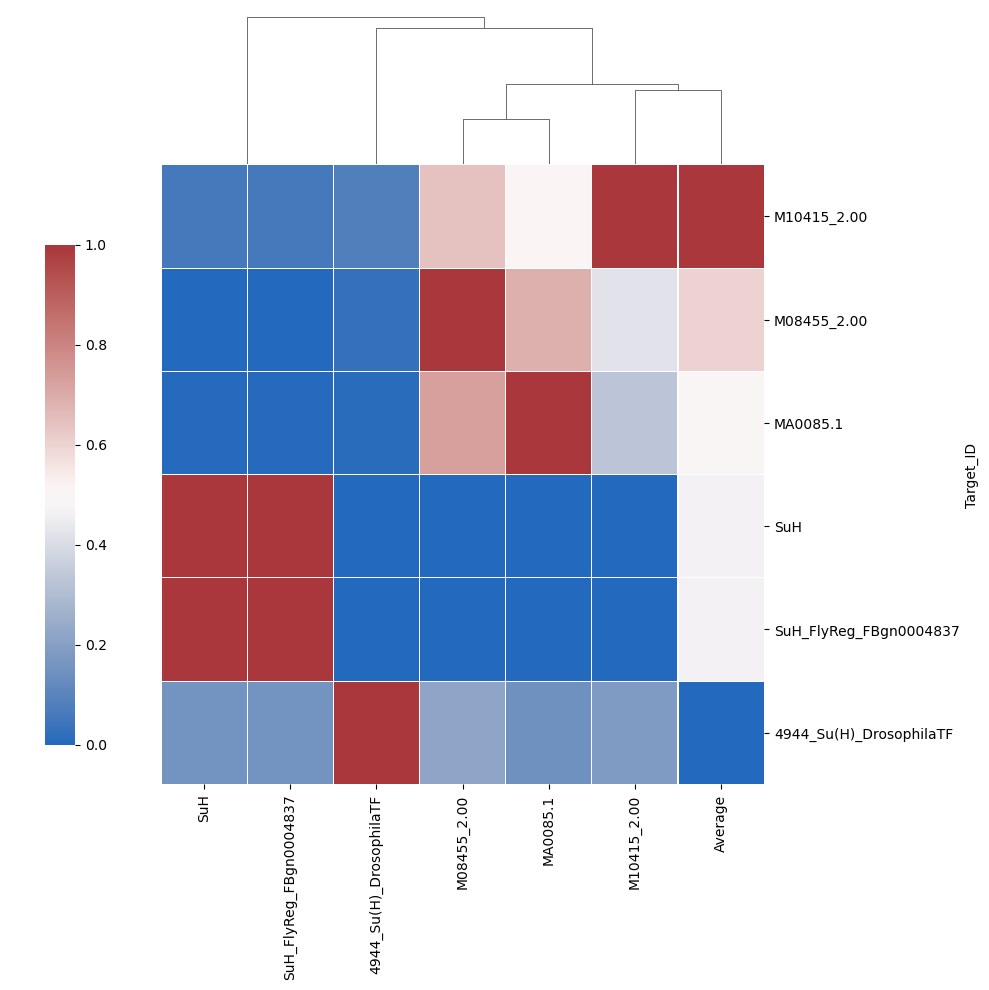 M10415_2.00
M08455_2.00
MA0085.1
SuH
SuH_FlyReg_FBgn0004837
4944_Su(H)_DrosophilaTF
Target_ID
1.0
0.8
0.6
0.4
0.2
0.0
SuH
SuH_FlyReg_FBgn0004837
4944_Su(H)_DrosophilaTF
M08455_2.00
MA0085.1
M10415_2.00
Average